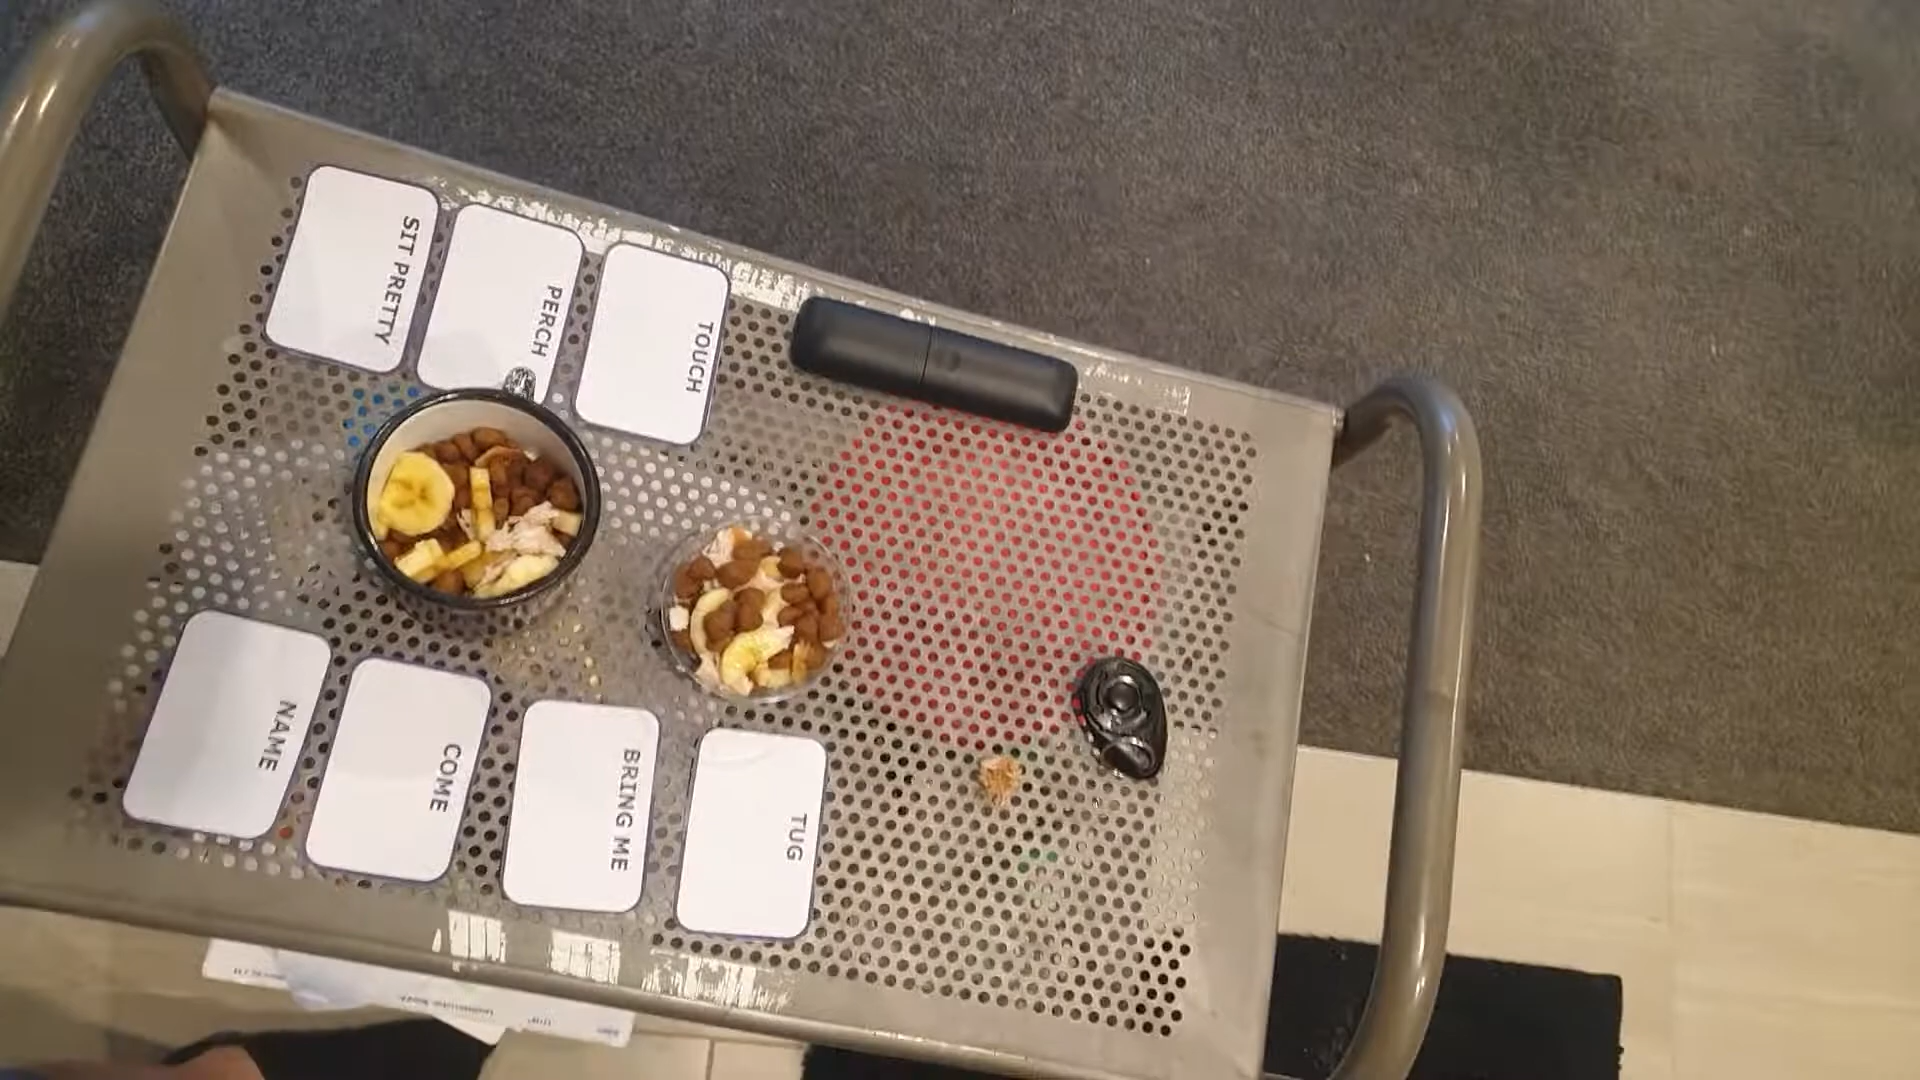 SIT PRETTY
PERCH
TOUCH
NAME
COME
BRING ME
TUG